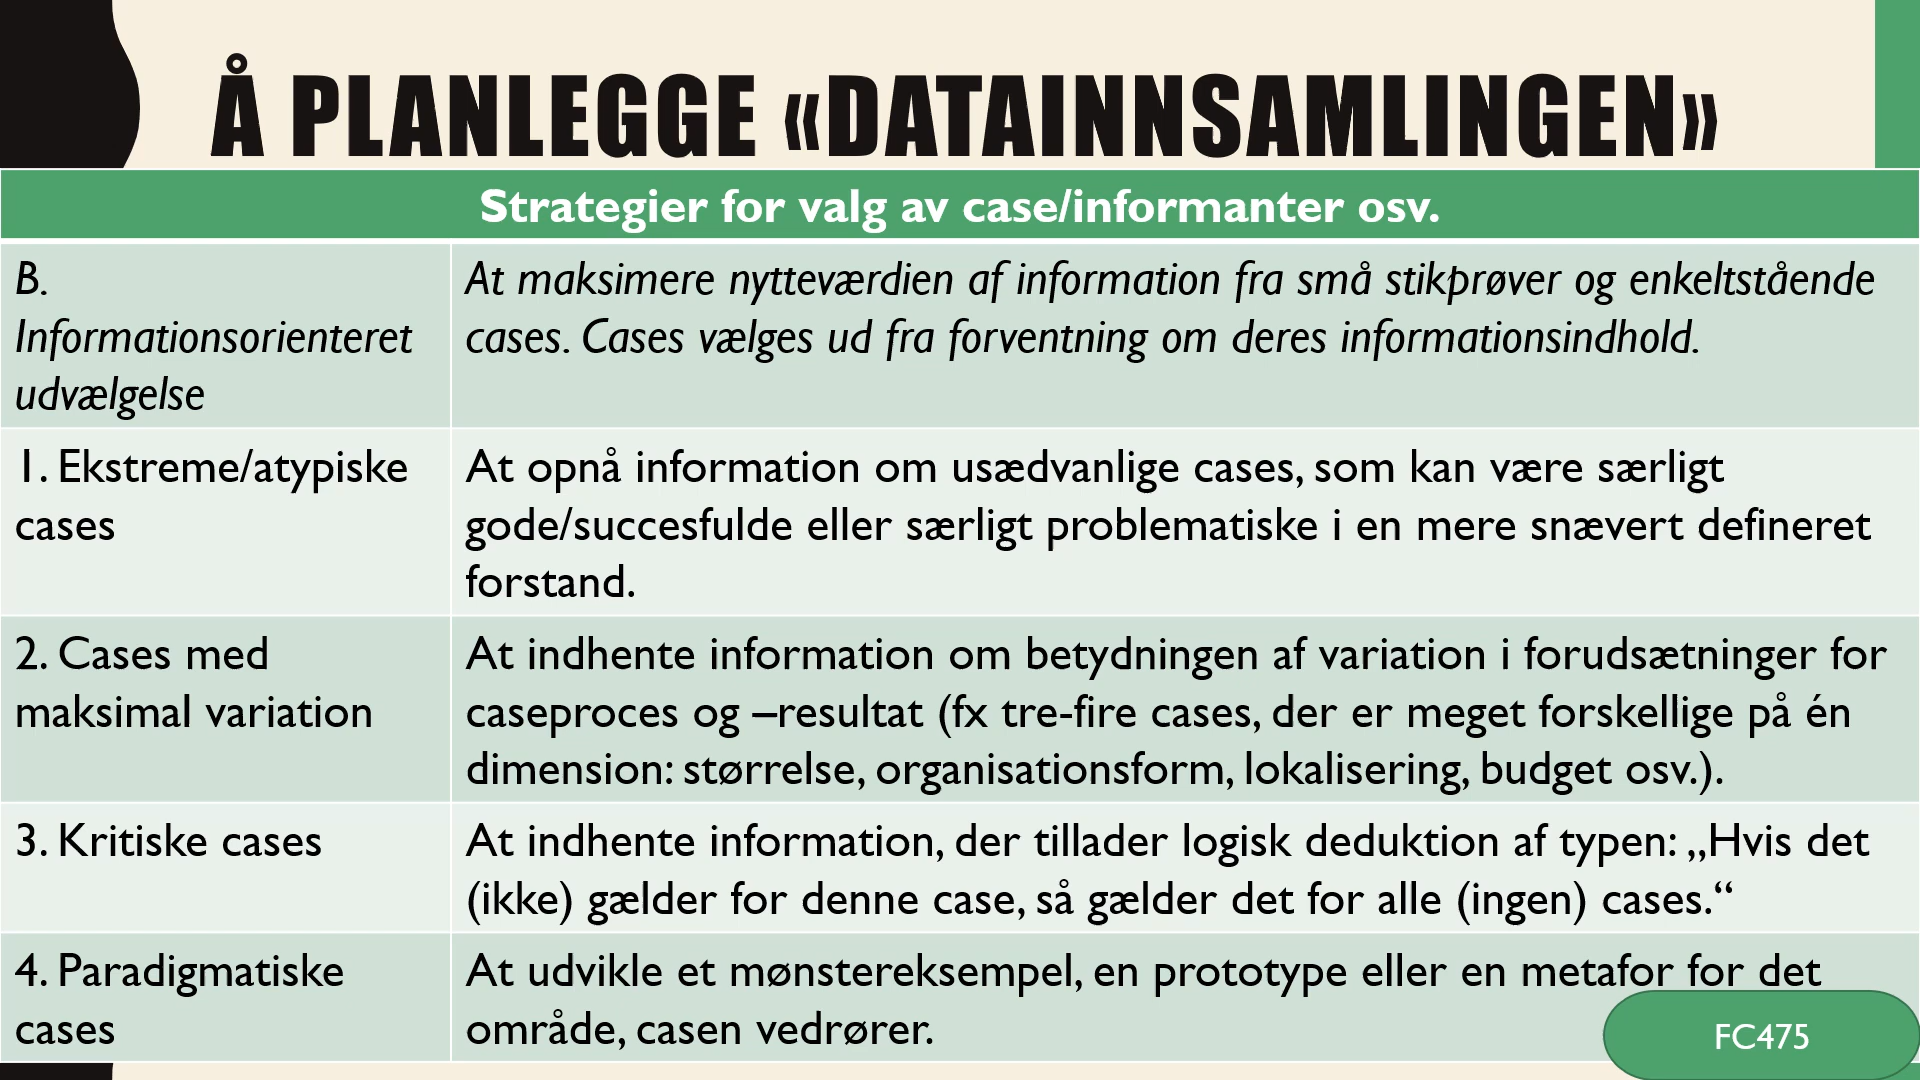 Å PLANLEGGE «DATAINNSAMLINGEN»
Strategier for valg av case/informanter osv.
B.
Informationsorienteret
udvælgelse
At maksimere nytteværdien af information fra små stikprøver og enkeltstående
cases. Cases vælges ud fra forventning om deres informationsindhold.
1. Ekstreme/atypiske
cases
At opnå information om usædvanlige cases, som kan være særligt
gode/succesfulde eller særligt problematiske i en mere snævert defineret
forstand.
2. Cases med
maksimal variation
At indhente information om betydningen af variation i forudsætninger for
caseproces og –resultat (fx tre-fire cases, der er meget forskellige på én
dimension: størrelse, organisationsform, lokalisering, budget osv.).
3. Kritiske cases
At indhente information, der tillader logisk deduktion af typen: „Hvis det
(ikke) gælder for denne case, så gælder det for alle (ingen) cases.“
4. Paradigmatiske
cases
At udvikle et mønstereksempel, en prototype eller en metafor for det
område, casen vedrører.
FC475